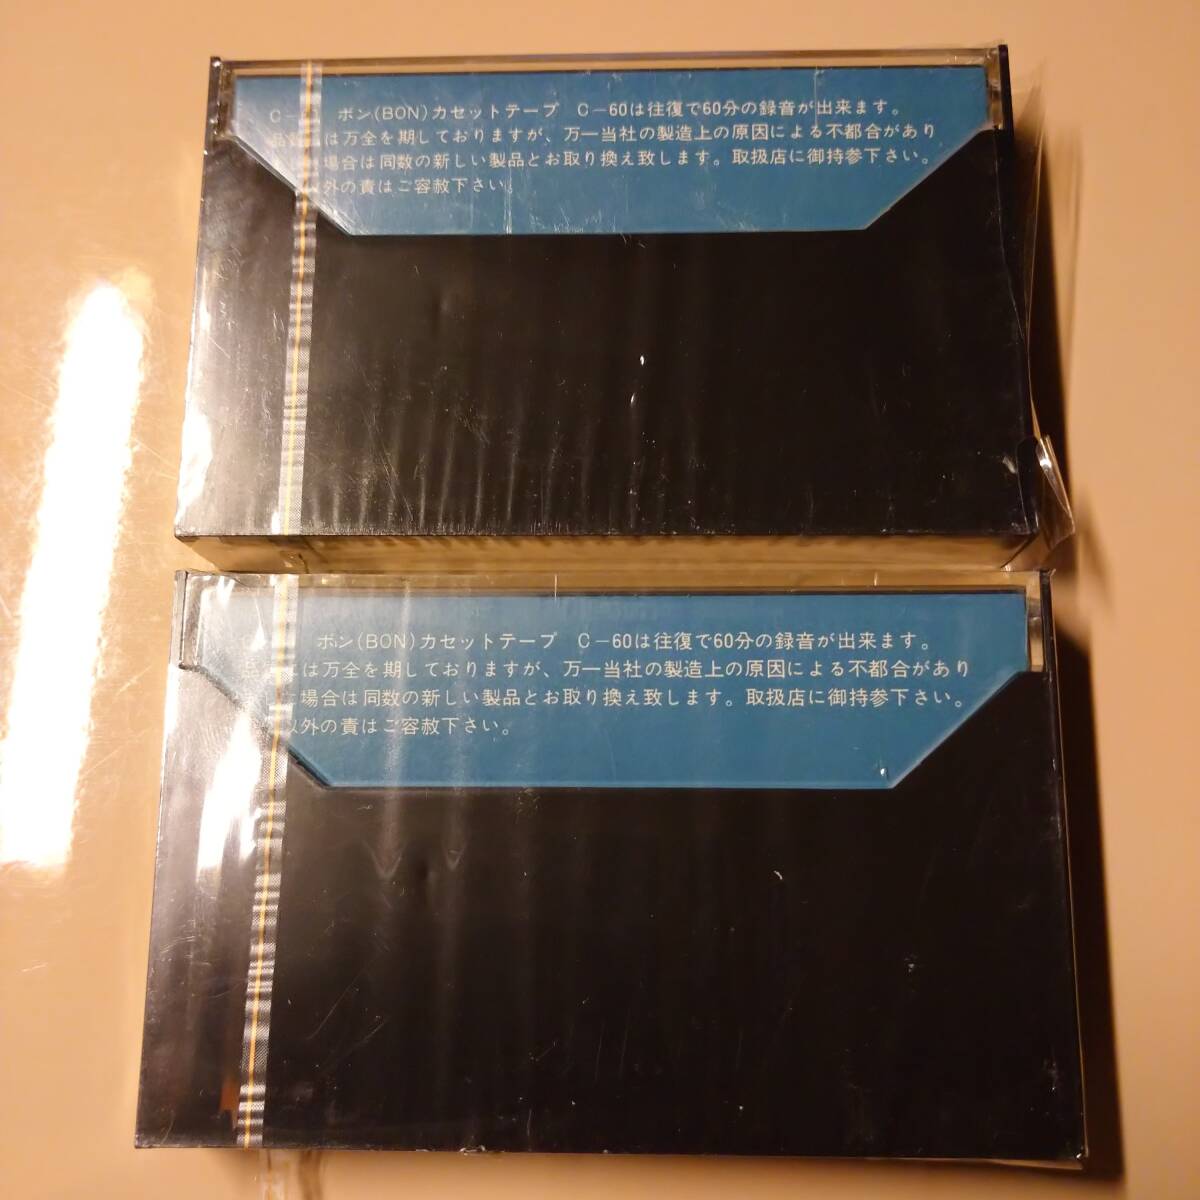 C- ボン(BON)カセットテープ C-60は往復で60分の録音が出来ます。
品 は万全を期しておりますが、万一当社の製造上の原因による不都合があり
場合は同数の新しい製品とお取り換え致します。取扱店に御持参下さい。
外の責はご容赦下さい。
ボン(BON)カセットテープ C-60は往復で60分の録音が出来ます。
は万全を期しておりますが、万一当社の製造上の原因による不都合があり
場合は同数の新しい製品とお取り換え致します。取扱店に御持参下さい。
以外の責はご容赦下さい。